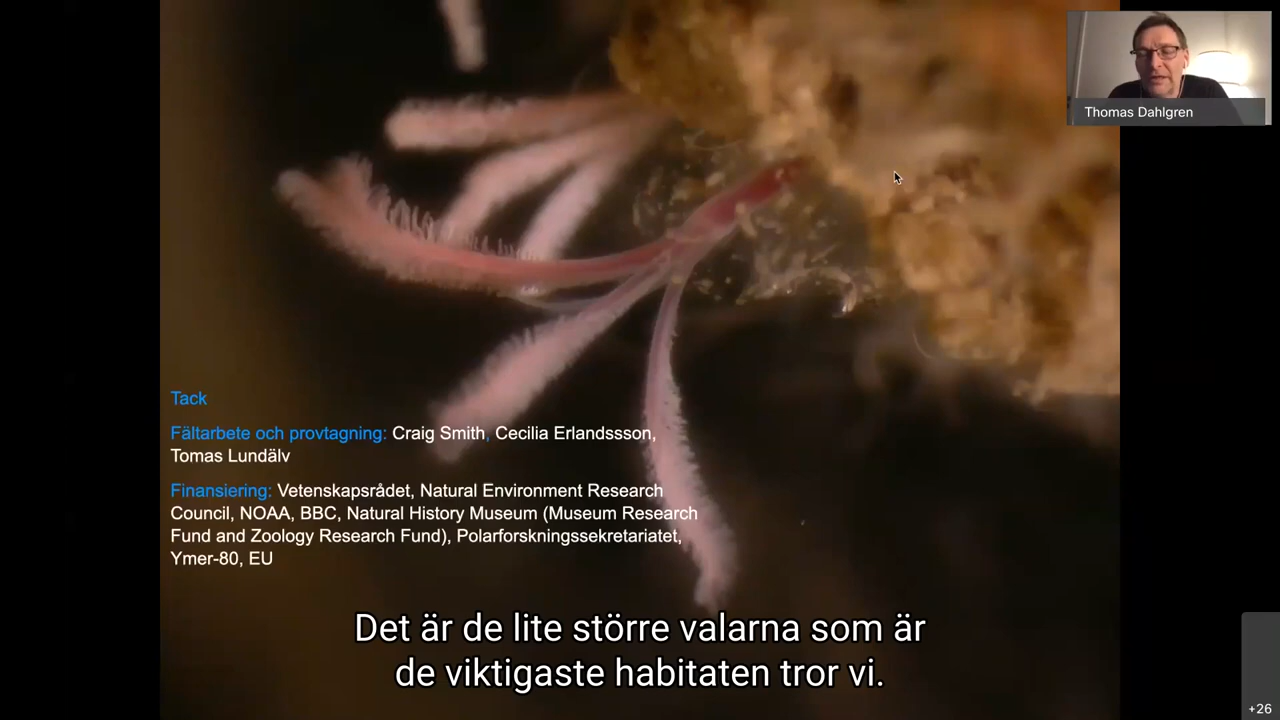 Thomas Dahlgren
Tack
Fältarbete och provtagning: Craig Smith, Cecilia Erlandssson,
Tomas Lundälv
Finansiering: Vetenskapsrådet, Natural Environment Research
Council, NOAA, BBC, Natural History Museum (Museum Research
Fund and Zoology Research Fund), Polarforskningssekretariatet,
Ymer-80, EU
Det är de lite större valarna som är
de viktigaste habitaten tror vi.
+26